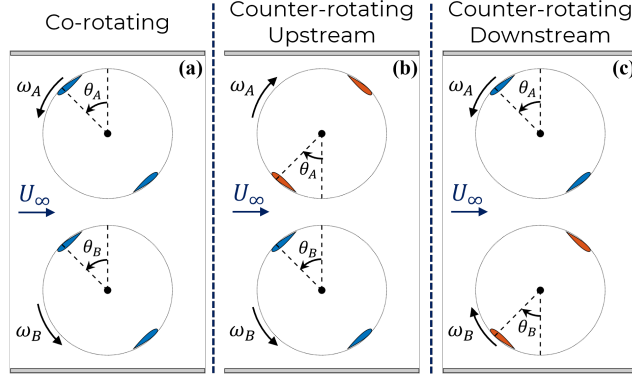 Co-rotating
Counter-rotating
Upstream
Counter-rotating
Downstream
(a)
ω_A
θ_A
U_∞
θ_B
ω_B
(b)
ω_A
θ_A
U_∞
θ_B
ω_B
(c)
ω_A
θ_A
U_∞
θ_B
ω_B